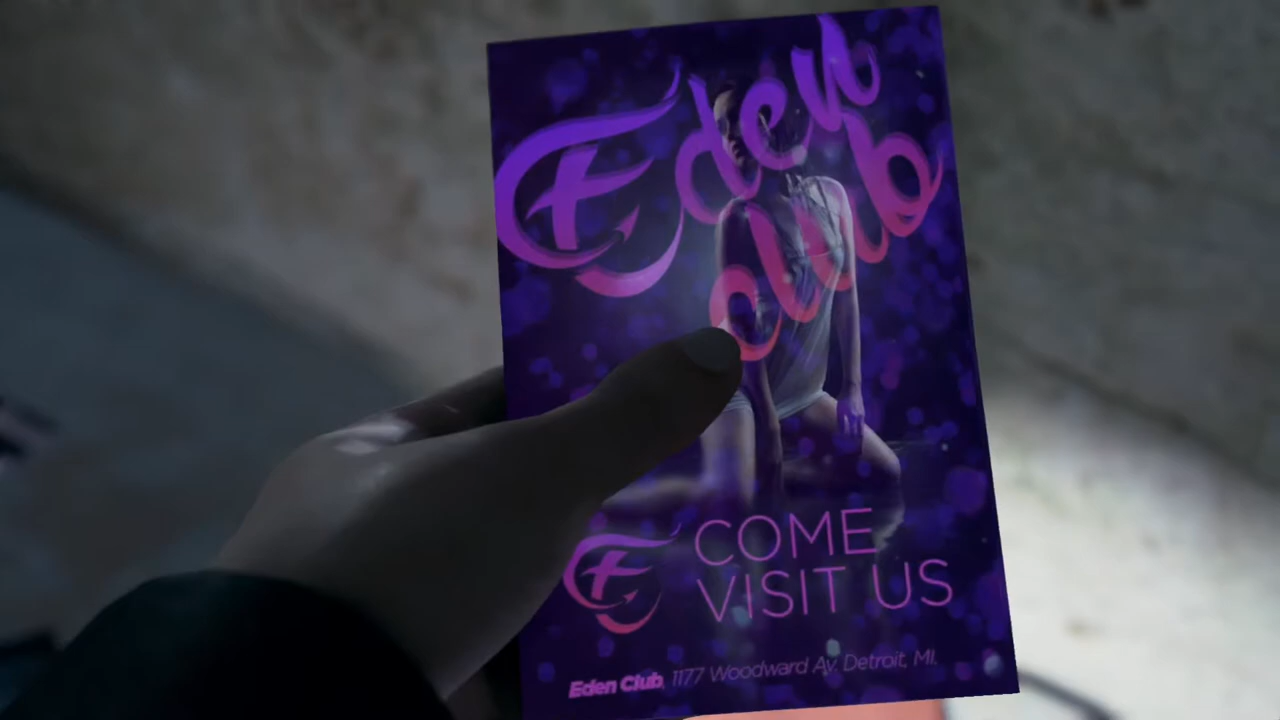 Eden
club
COME
VISIT US
Eden Club, 1177 Woodward Av. Detroit, MI.